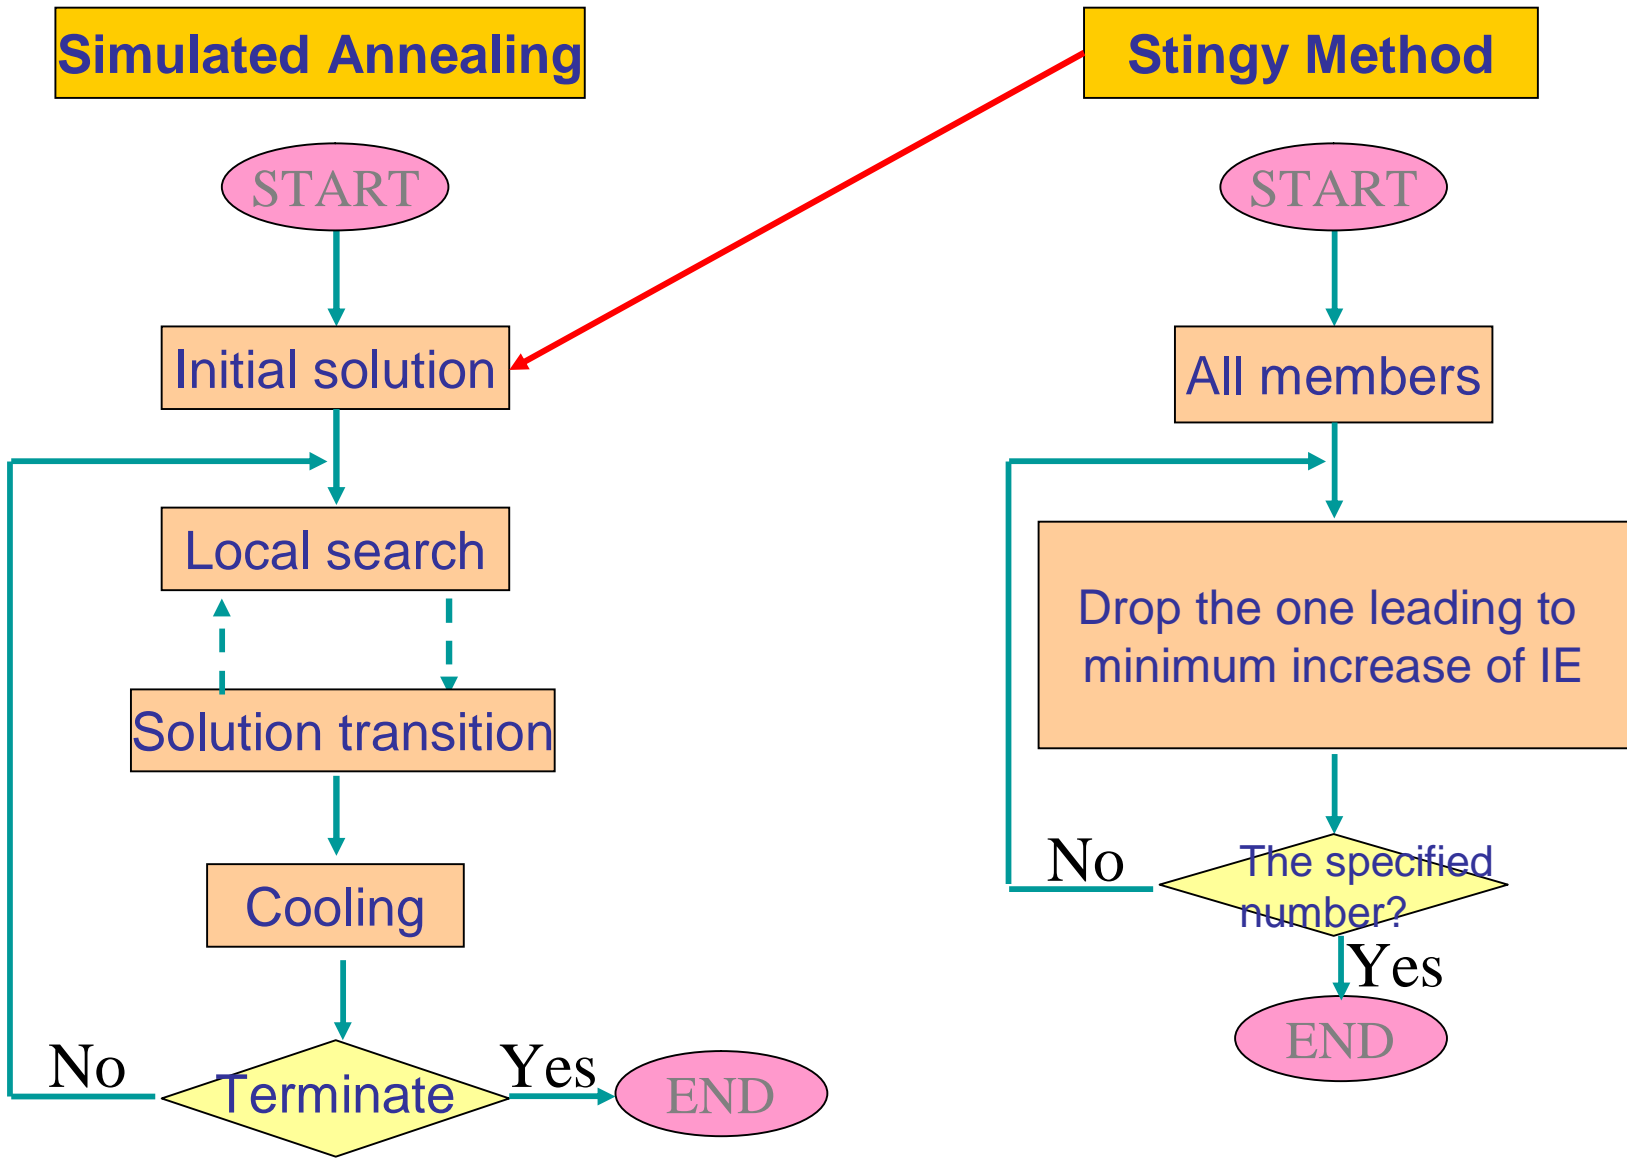 Simulated Annealing
START
Initial solution
Local search
Solution transition
Cooling
Terminate
No
Yes
END
Stingy Method
START
All members
Drop the one leading to
minimum increase of IE
The specified
number?
No
Yes
END